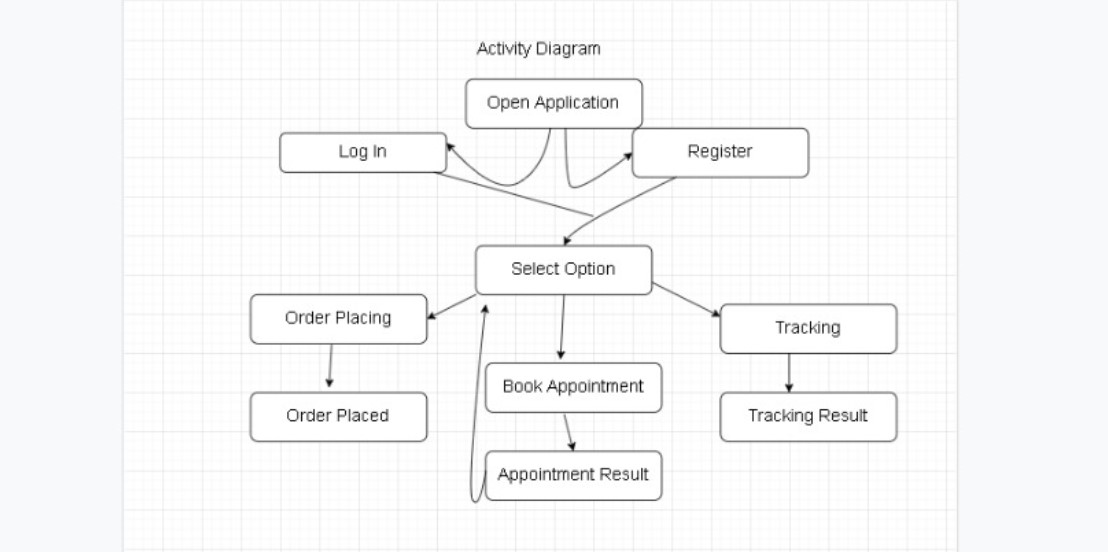 Activity Diagram
Open Application
Log In
Register
Select Option
Order Placing
Tracking
Book Appointment
Order Placed
Tracking Result
Appointment Result